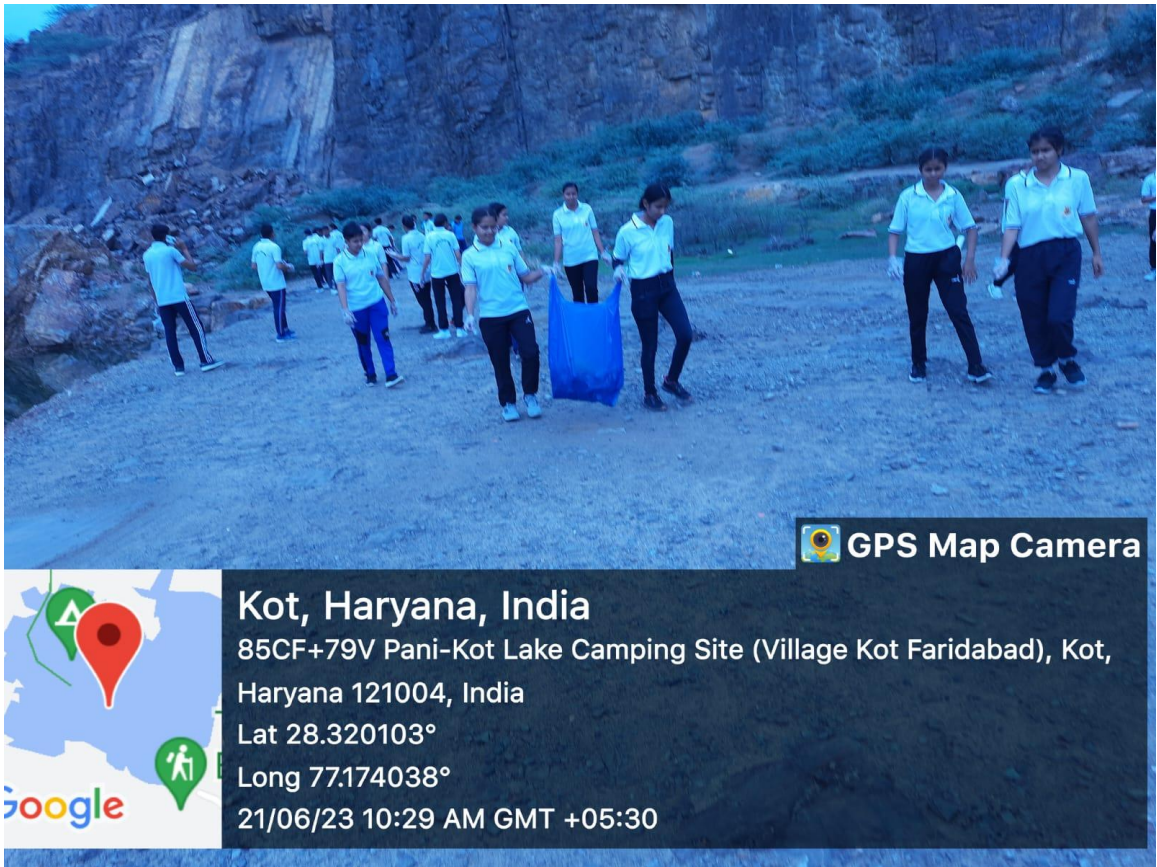 GPS Map Camera
Kot, Haryana, India
85CF+79V Pani-Kot Lake Camping Site (Village Kot Faridabad), Kot,
Haryana 121004, India
Lat 28.320103°
Long 77.174038°
21/06/23 10:29 AM GMT +05:30
Google